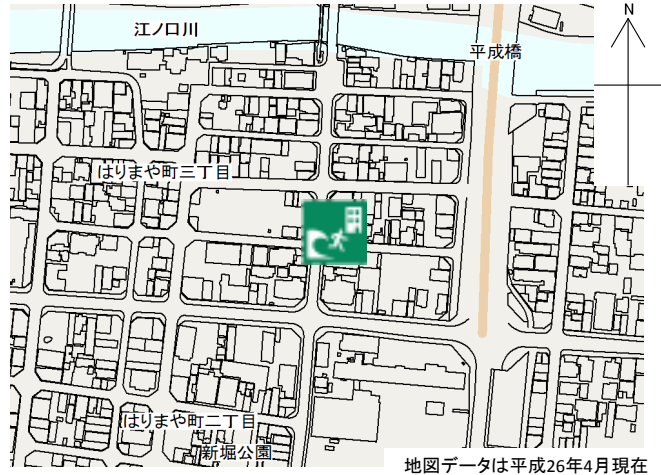 江ノ口川
平成橋
N
はりまや町三丁目
はりまや町二丁目
新堀公園
地図データは平成26年4月現在